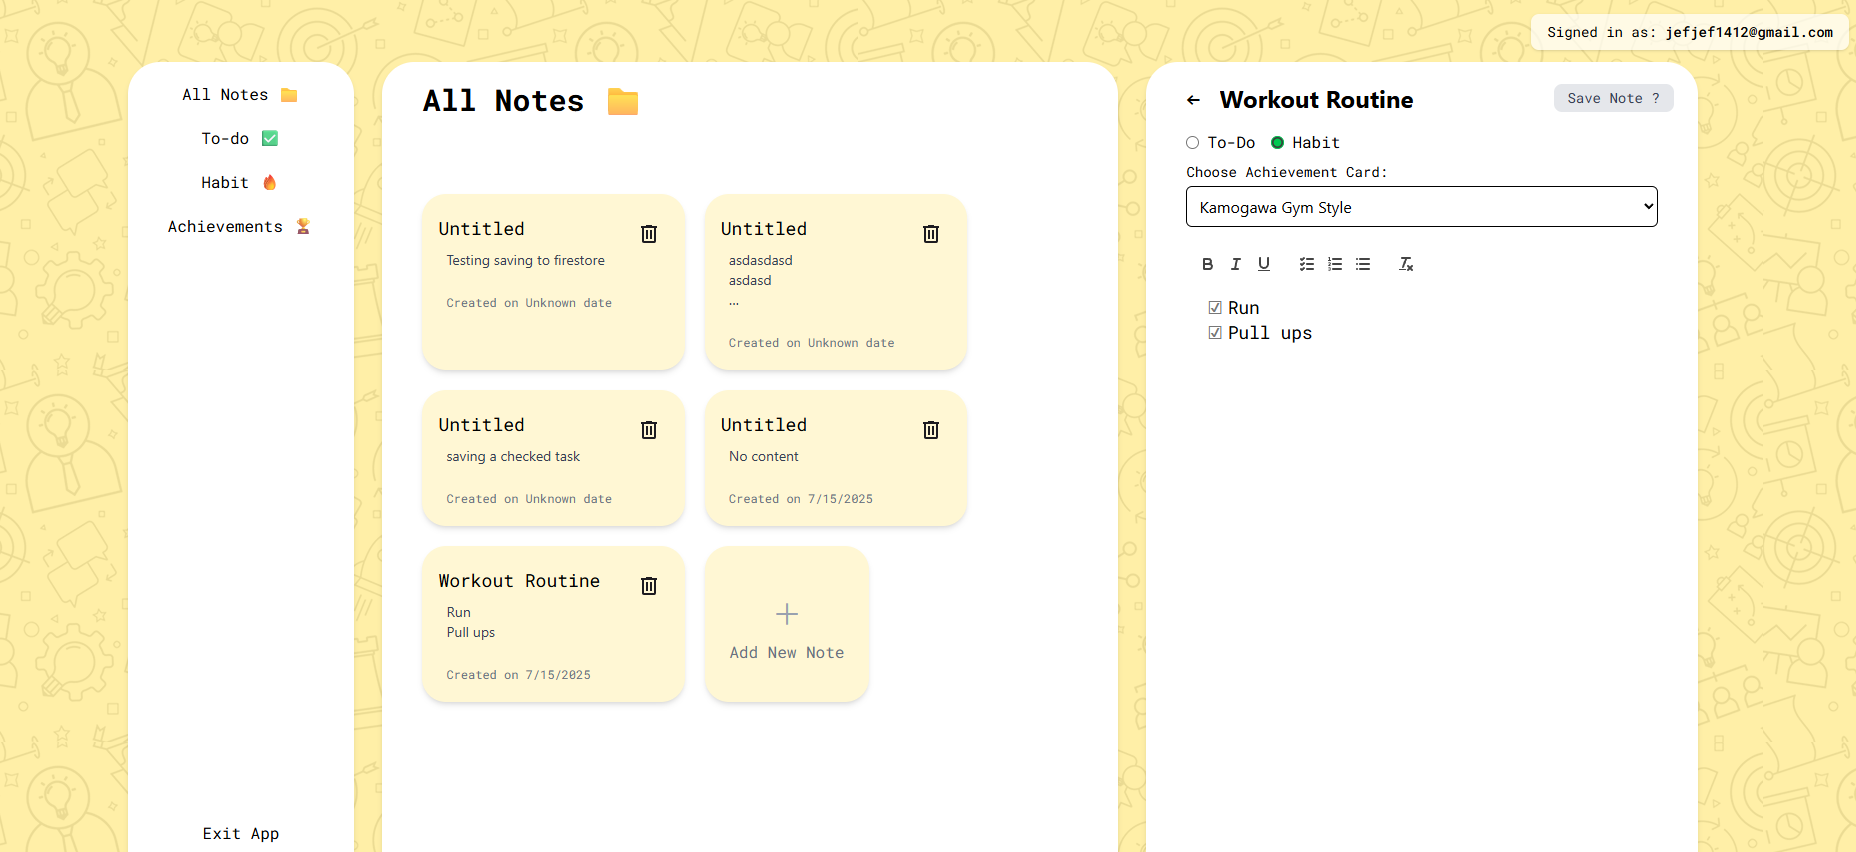 Signed in as: jefjef1412@gmail.com
All Notes
To-do
Habit
Achievements
Exit App
All Notes
Untitled
Testing saving to firestore
Created on Unknown date
Untitled
asdasdasd
asdasd
...
Created on Unknown date
Untitled
saving a checked task
Created on Unknown date
Untitled
No content
Created on 7/15/2025
Workout Routine
Run
Pull ups
Created on 7/15/2025
Add New Note
Workout Routine
Save Note ?
To-Do Habit
Choose Achievement Card:
Kamogawa Gym Style
Run
Pull ups